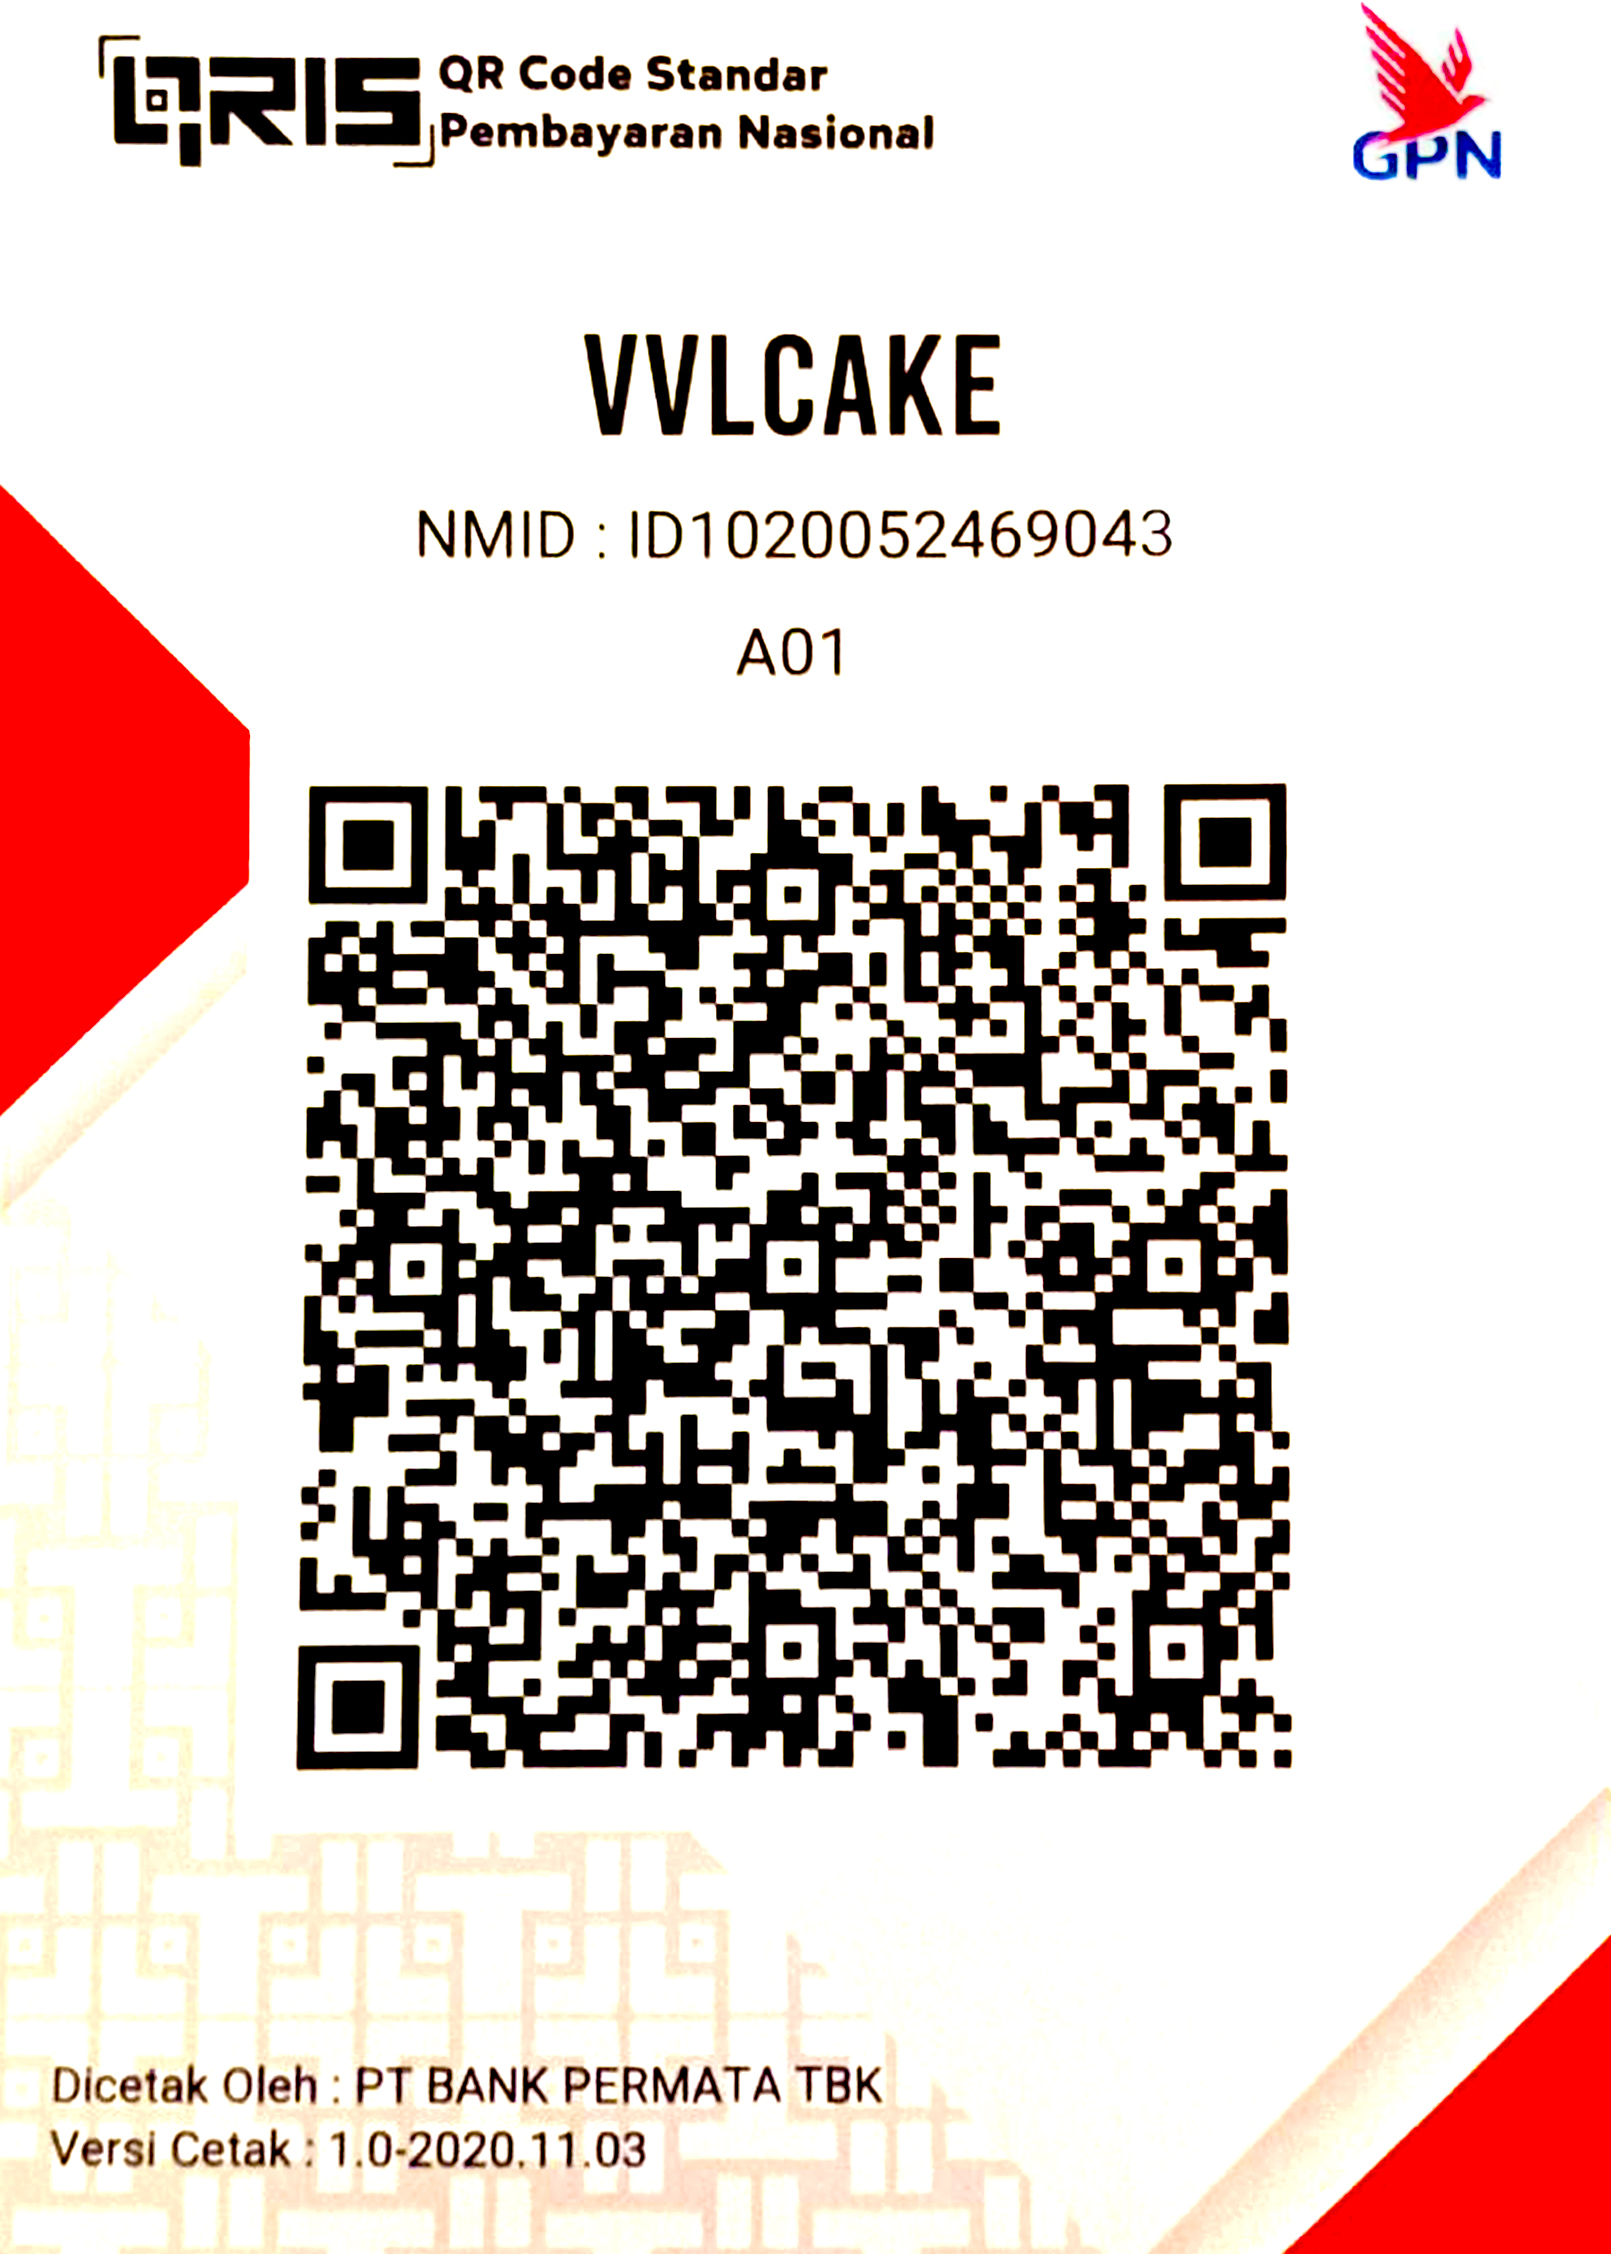 QRIS QR Code Standar
Pembayaran Nasional
GPN
VVLCAKE
NMID : ID1020052469043
A01
Dicetak Oleh : PT BANK PERMATA TBK
Versi Cetak : 1.0-2020.11.03